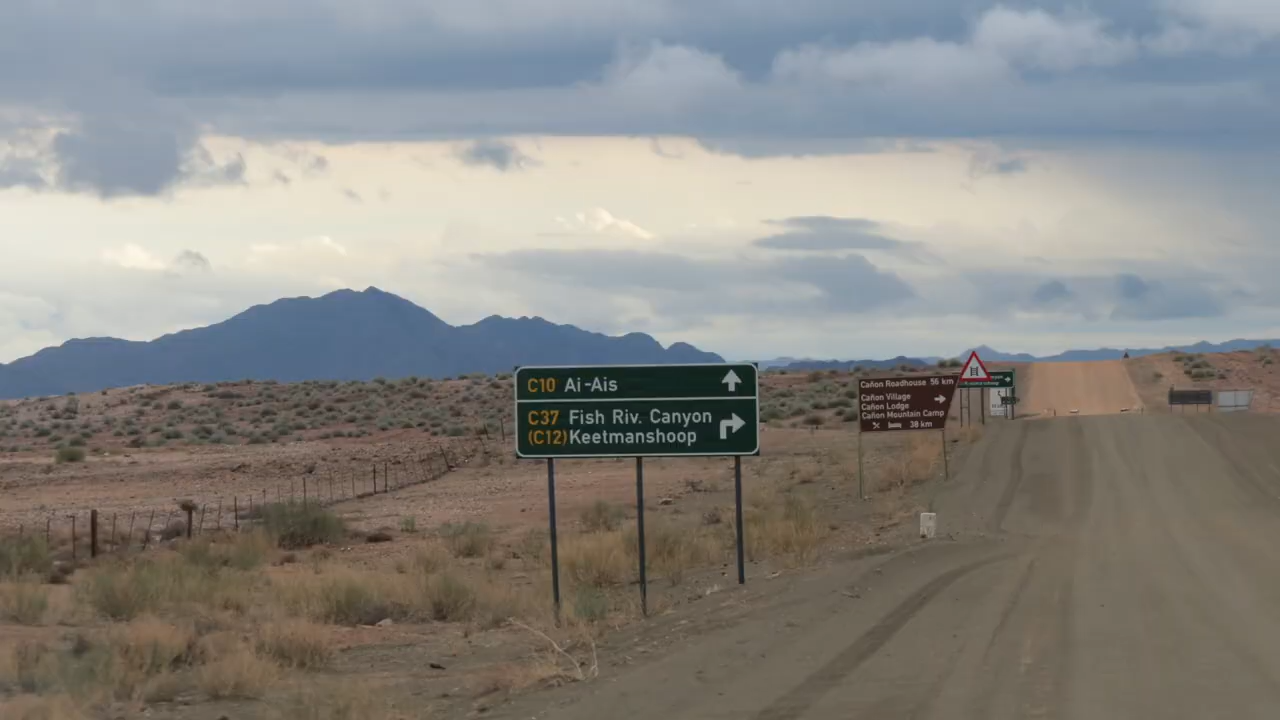 C10 Ai-Ais
C37 Fish Riv. Canyon
(C12) Keetmanshoop
Cañon Roadhouse 56 km
Cañon Village
Cañon Lodge
Cañon Mountain Camp
38 km